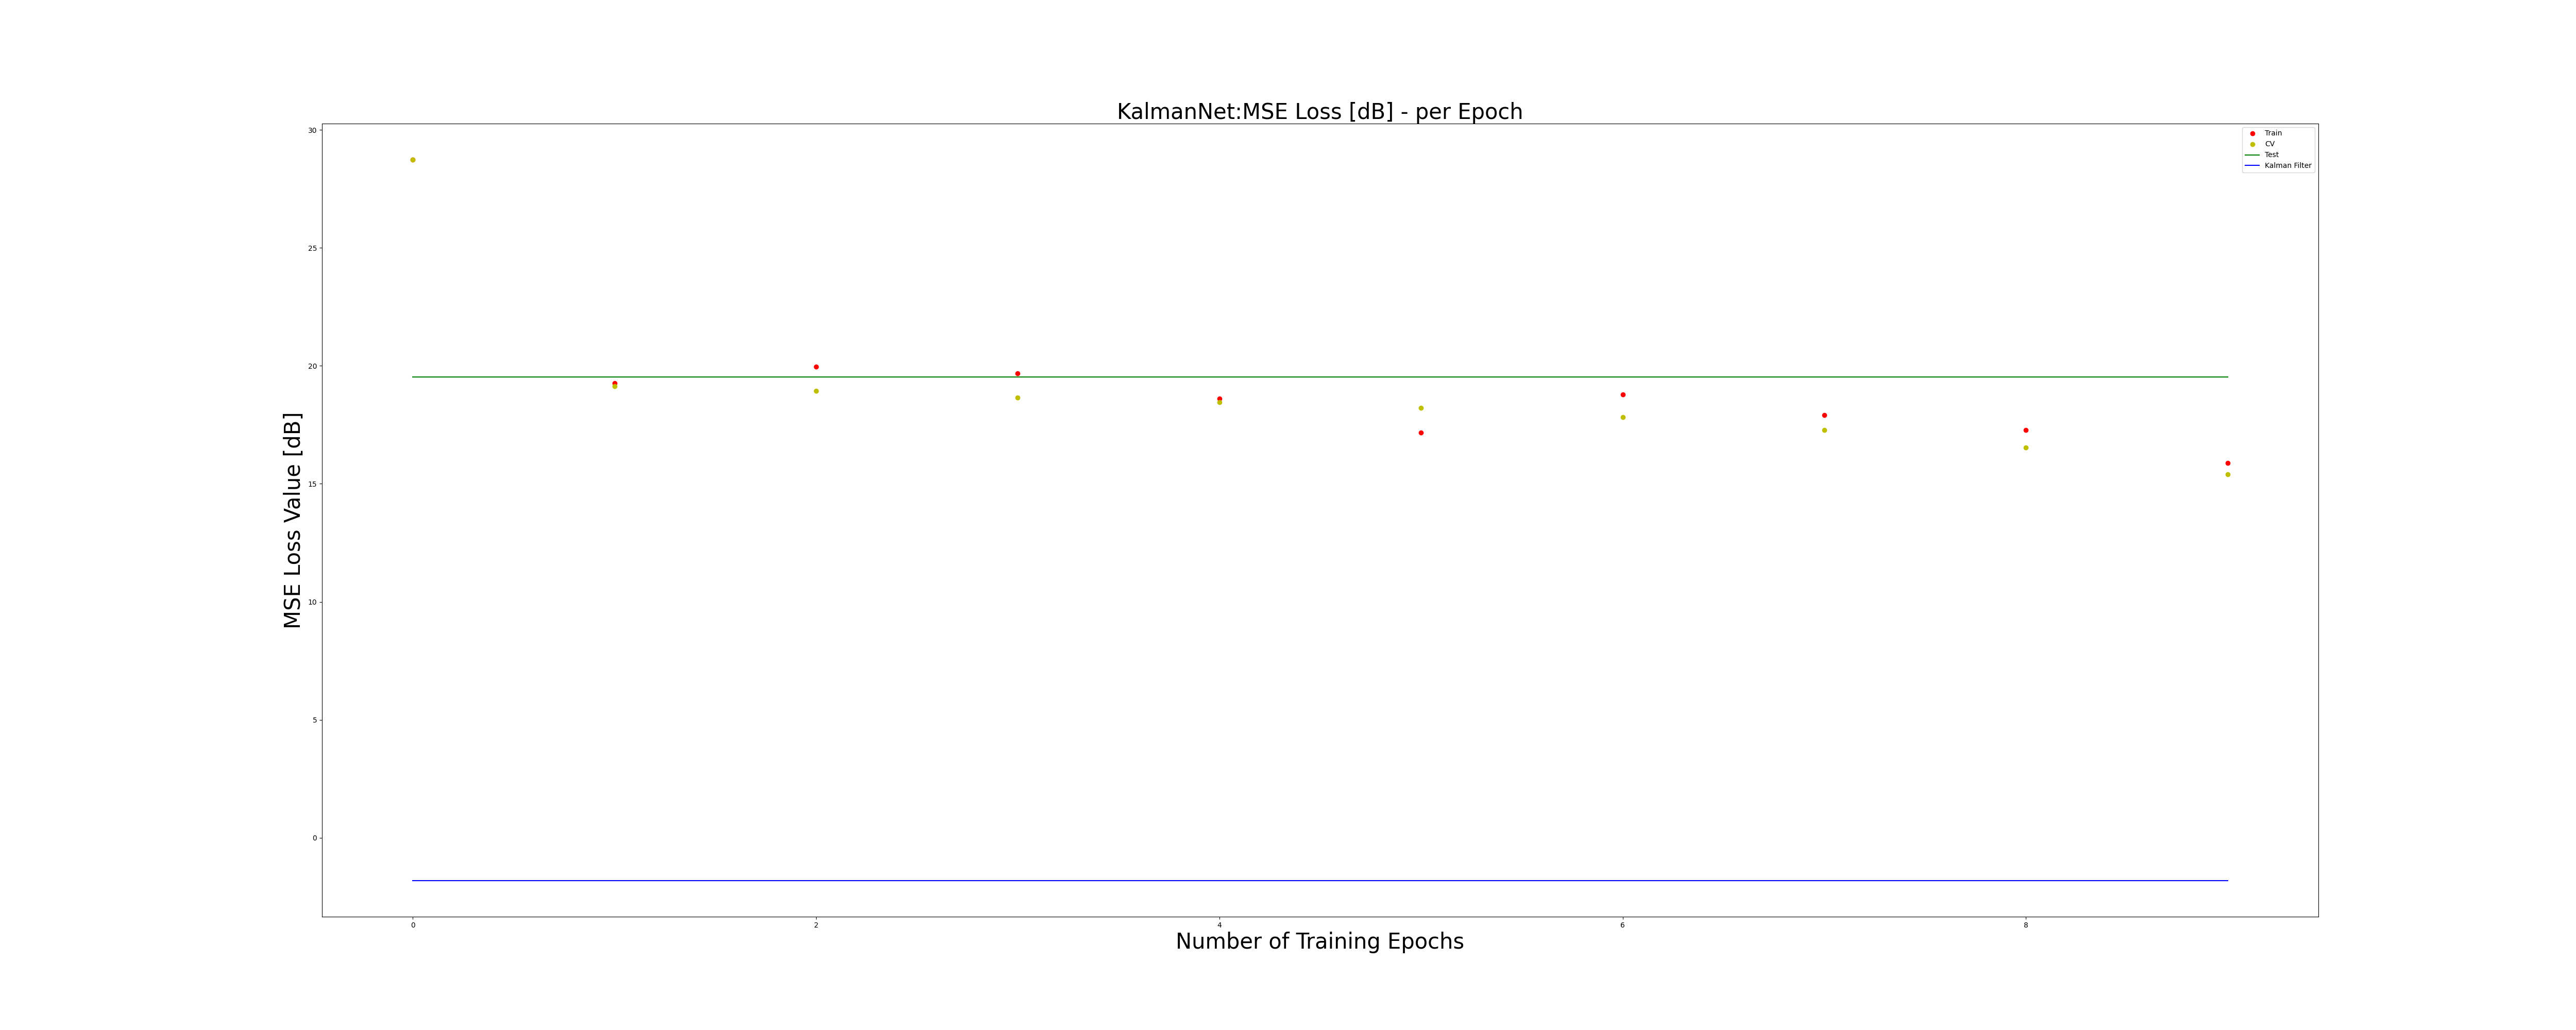 KalmanNet:MSE Loss [dB] - per Epoch
Train
CV
Test
Kalman Filter
MSE Loss Value [dB]
30
25
20
15
10
5
0
0
2
4
6
8
Number of Training Epochs